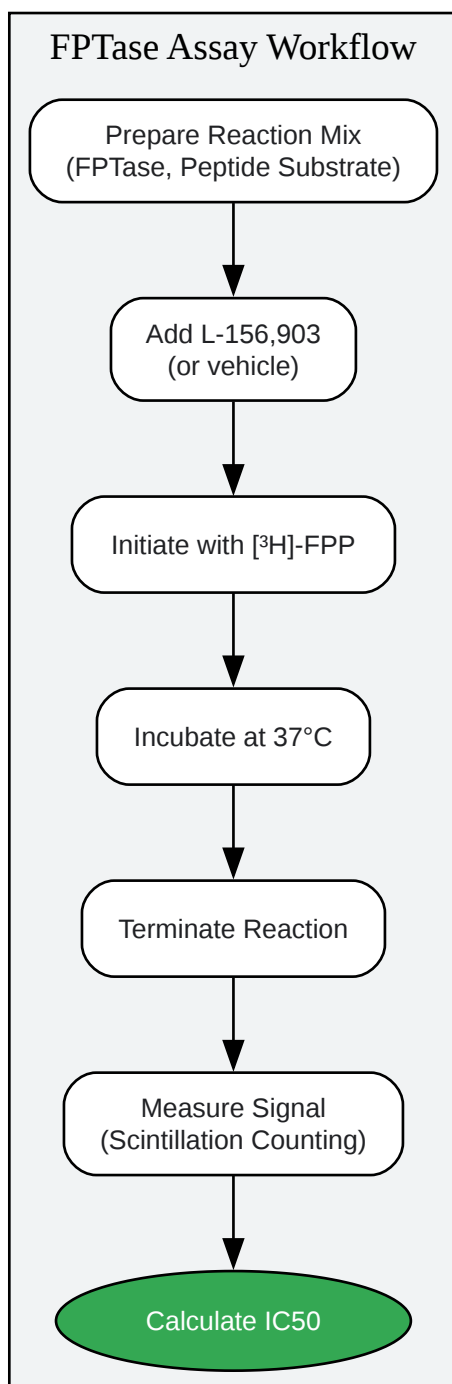 FPTase Assay Workflow
Prepare Reaction Mix
(FPTase, Peptide Substrate)
Add L-156,903
(or vehicle)
Initiate with [³H]-FPP
Incubate at 37°C
Terminate Reaction
Measure Signal
(Scintillation Counting)
Calculate IC50